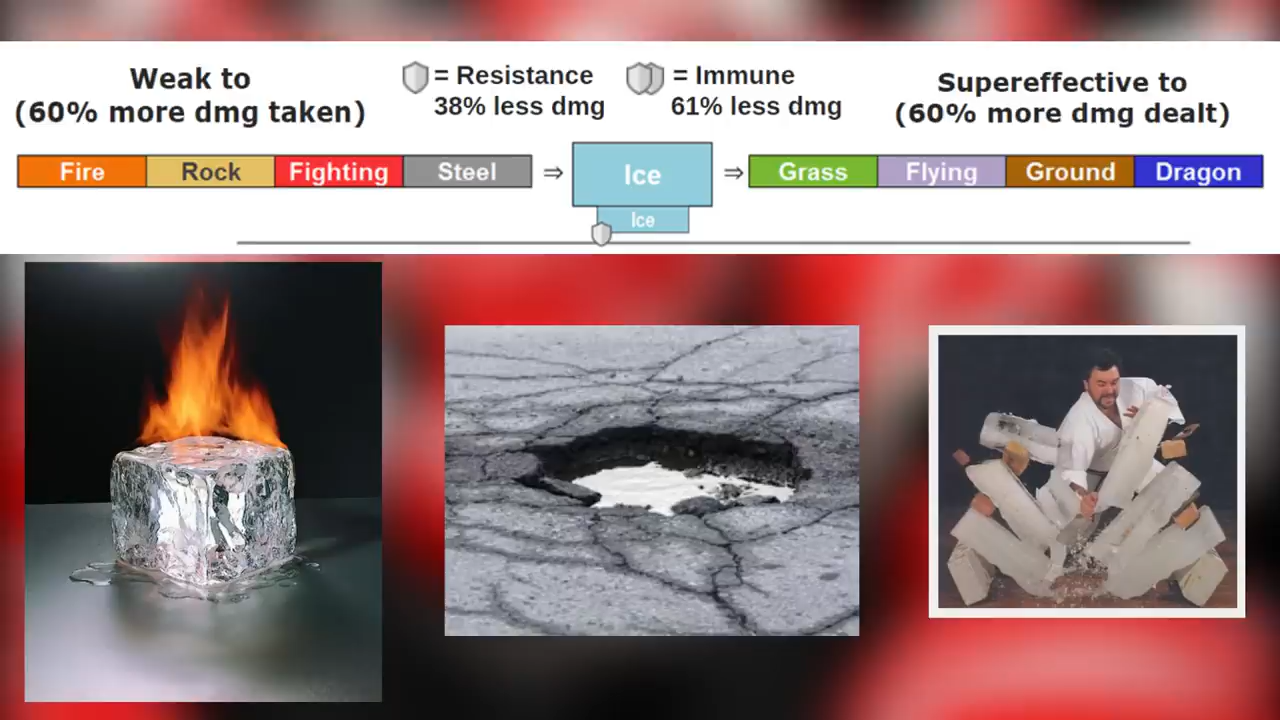 Weak to
(60% more dmg taken)
= Resistance
38% less dmg
= Immune
61% less dmg
Supereffective to
(60% more dmg dealt)
Fire
Rock
Fighting
Steel
⇒
Ice
⇒
Grass
Flying
Ground
Dragon
Ice